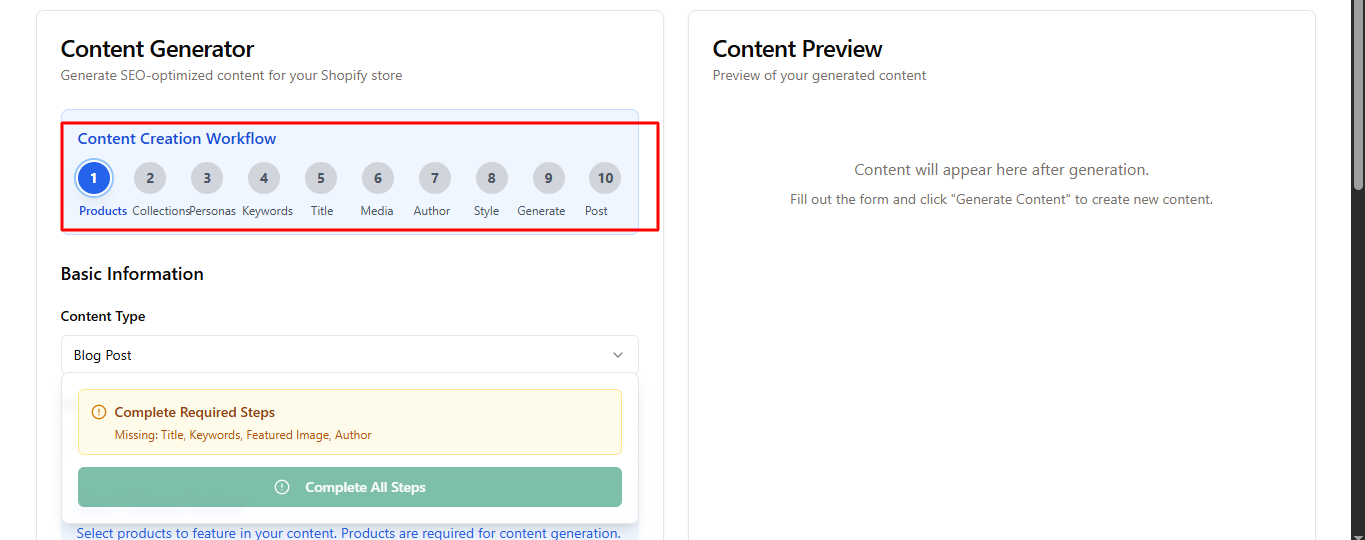 Content Generator
Generate SEO-optimized content for your Shopify store
Content Creation Workflow
1 2 3 4 5 6 7 8 9 10
Products Collections Personas Keywords Title Media Author Style Generate Post
Basic Information
Content Type
Blog Post
Complete Required Steps
Missing: Title, Keywords, Featured Image, Author
Complete All Steps
Select products to feature in your content. Products are required for content generation.
Content Preview
Preview of your generated content
Content will appear here after generation.
Fill out the form and click "Generate Content" to create new content.